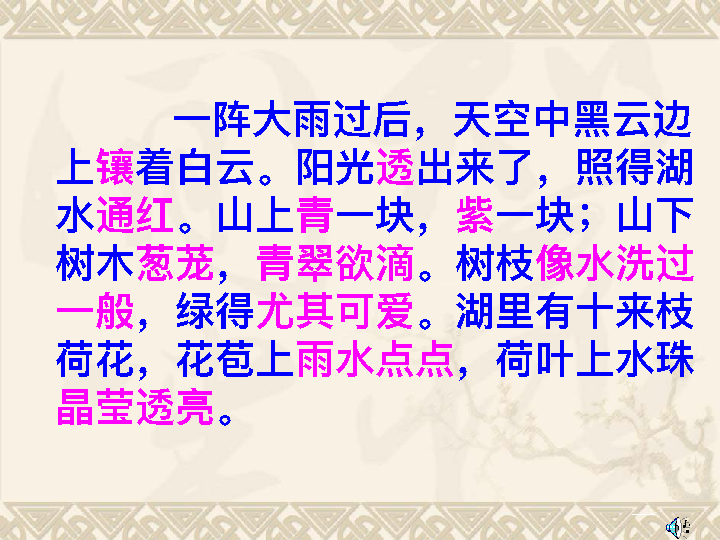 一阵大雨过后，天空中黑云边
上镶着白云。阳光透出来了，照得湖
水通红。山上青一块，紫一块；山下
树木葱茏，青翠欲滴。树枝像水洗过
一般，绿得尤其可爱。湖里有十来枝
荷花，花苞上雨水点点，荷叶上水珠
晶莹透亮。